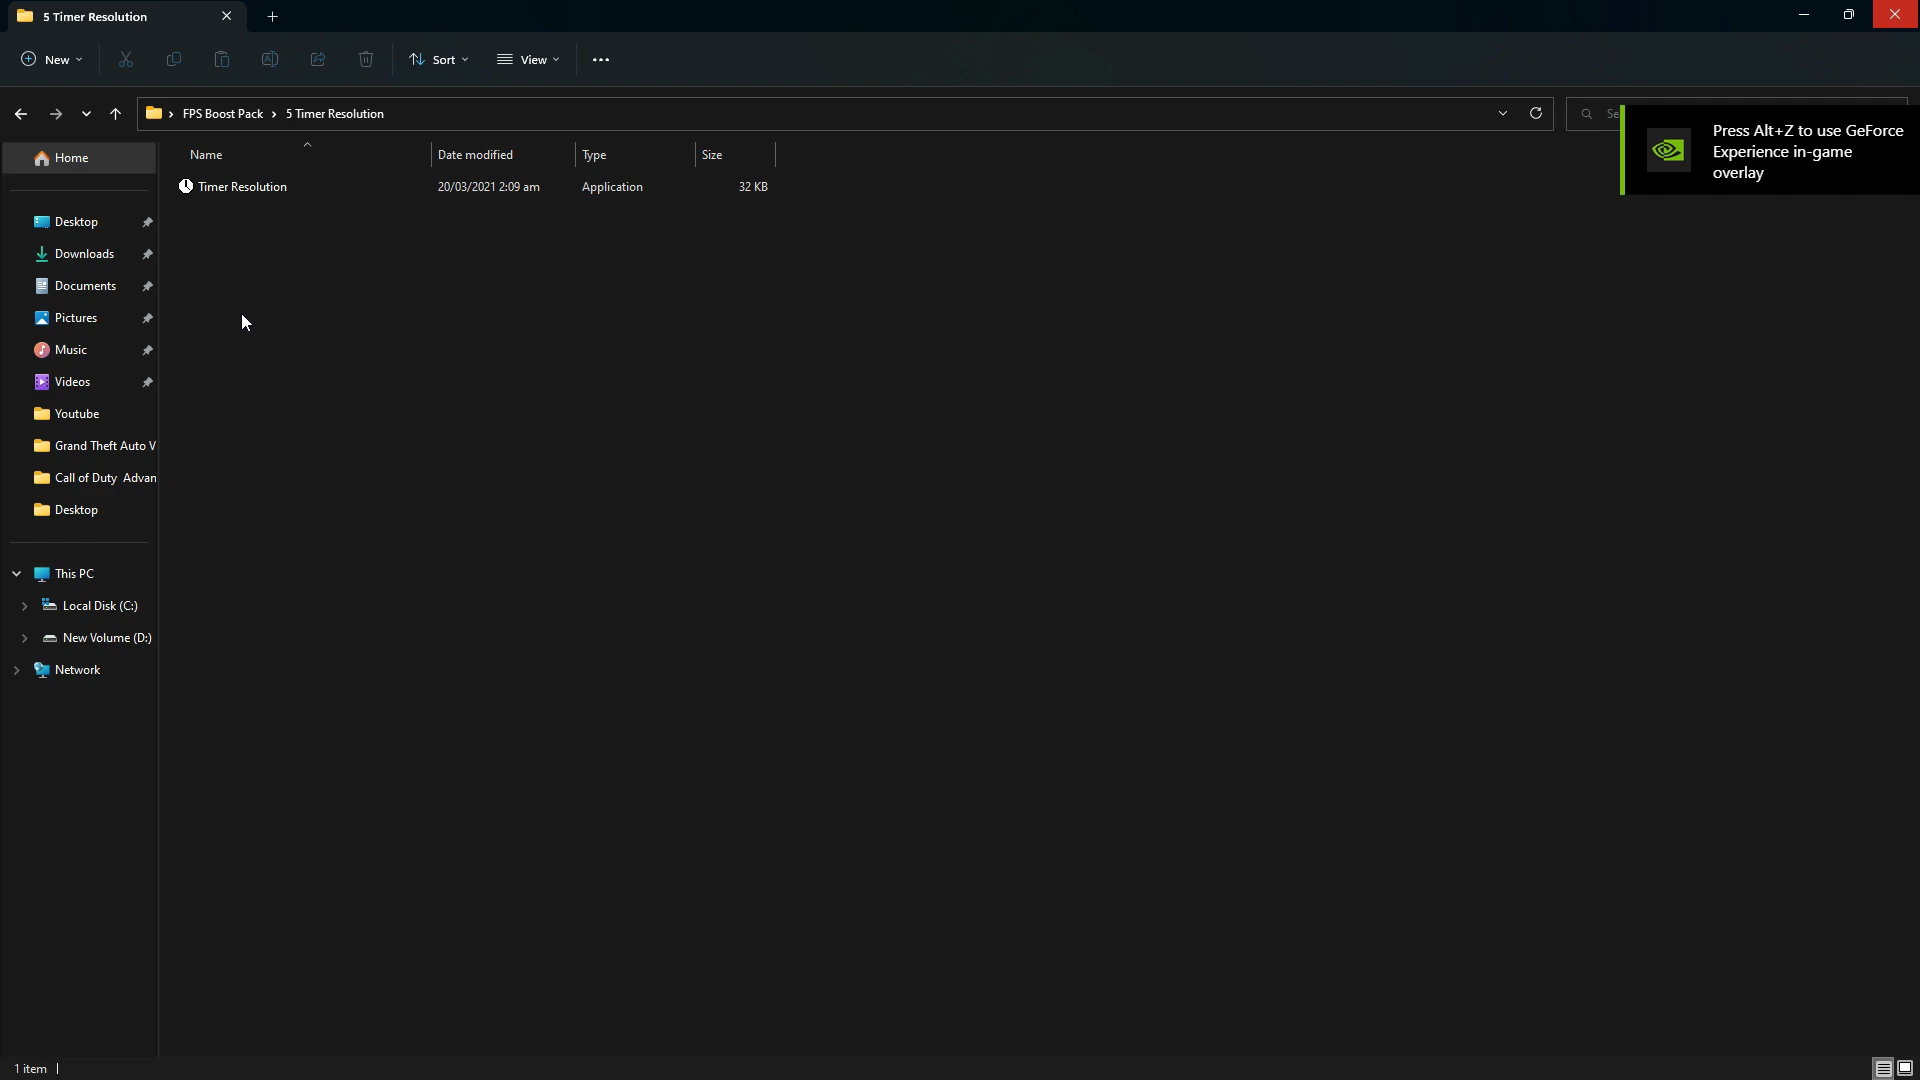 5 Timer Resolution
New
Sort
View
FPS Boost Pack
5 Timer Resolution
Se
Press Alt+Z to use GeForce
Experience in-game
overlay
Home
Name
Date modified
Type
Size
Timer Resolution
20/03/2021 2:09 am
Application
32 KB
Desktop
Downloads
Documents
Pictures
Music
Videos
Youtube
Grand Theft Auto V
Call of Duty Advan
Desktop
This PC
Local Disk (C:)
New Volume (D:)
Network
1 item